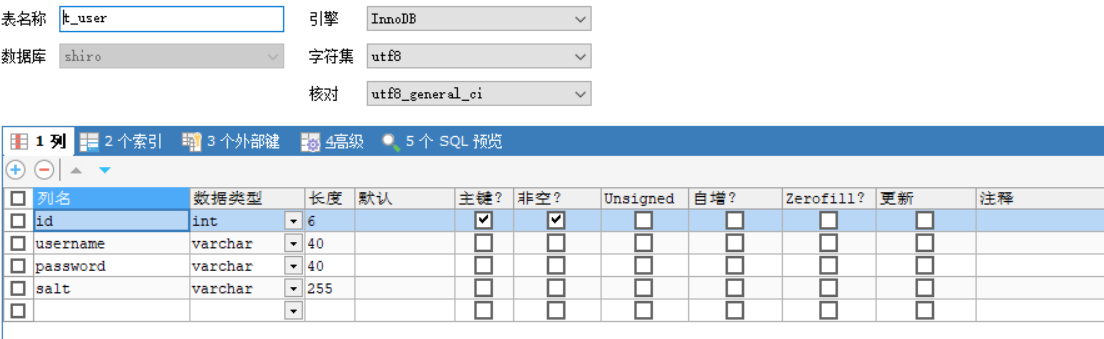 表名称 t_user 引擎 InnoDB
数据库 shiro 字符集 utf8
核对 utf8_general_ci
1 列 2 个索引 3 个外部键 4高级 5 个 SQL 预览
列名 数据类型 长度 默认 主键? 非空? Unsigned 自增? Zerofill? 更新 注释
id int 6
username varchar 40
password varchar 40
salt varchar 255